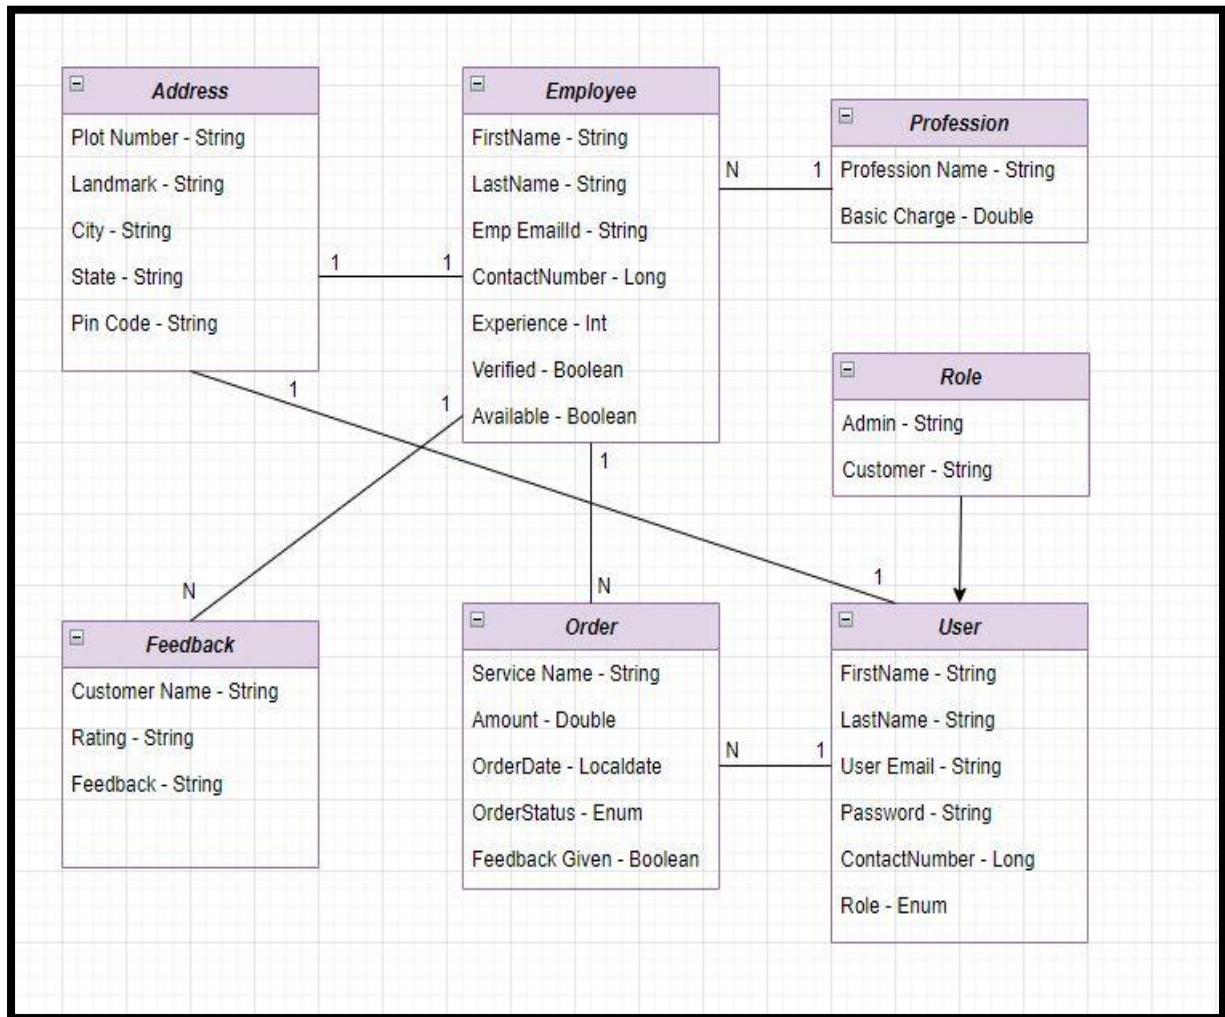 Address
Plot Number - String
Landmark - String
City - String
State - String
Pin Code - String
Employee
FirstName - String
LastName - String
Emp EmailId - String
ContactNumber - Long
Experience - Int
Verified - Boolean
Available - Boolean
Profession
Profession Name - String
Basic Charge - Double
N 1
1 1
Role
Admin - String
Customer - String
1
1
1
1
N
N
Feedback
Customer Name - String
Rating - String
Feedback - String
Order
Service Name - String
Amount - Double
OrderDate - Localdate
OrderStatus - Enum
Feedback Given - Boolean
N 1
User
FirstName - String
LastName - String
User Email - String
Password - String
ContactNumber - Long
Role - Enum